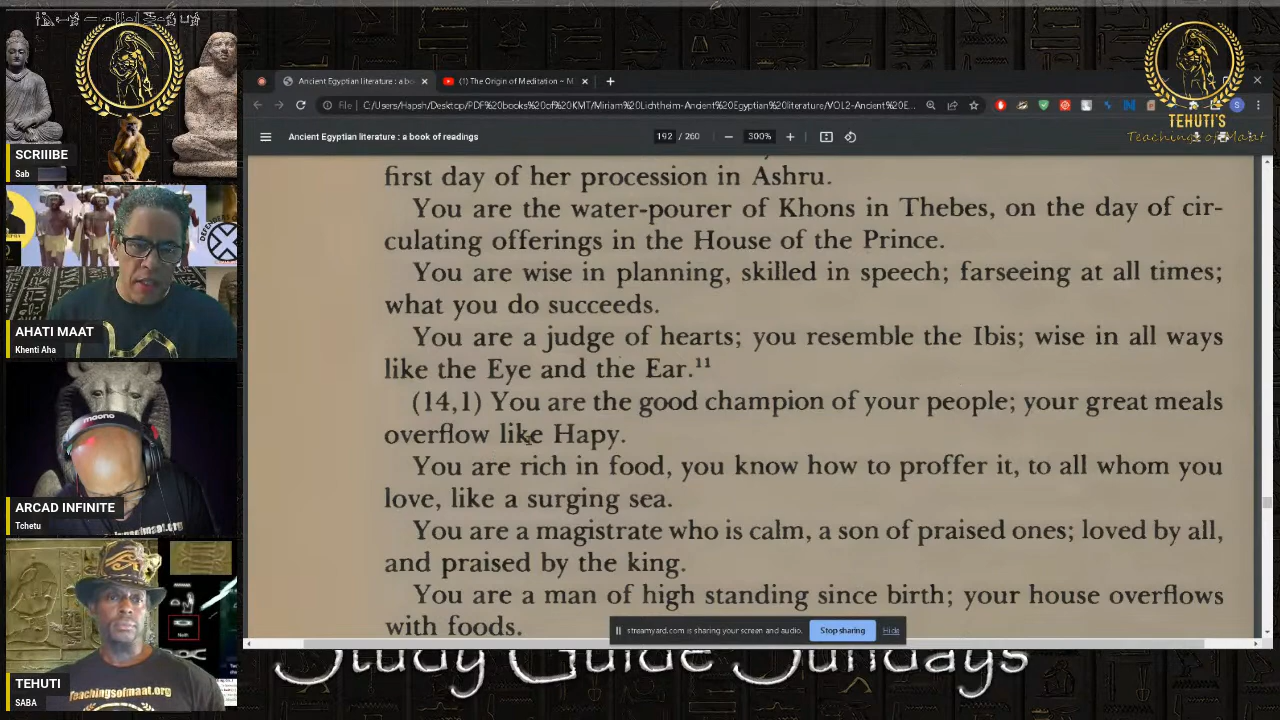 SCRIIIBE
Sab
AHATI MAAT
Khenti Aha
ARCAD INFINITE
Tchetu
TEHUTI
SABA
DEFENDERS
maono
Teachingsofmaat.org
TEHUTI'S
Teachings of Maat
Ancient Egyptian literature : a bo
(1) The Origin of Meditation ~ M
File
C:/Users/Hapsh/Desktop/PDF%20books%20of%20KMT/Miriam%20Lichtheim-Ancient%20Egyptian%20literature/VOL2-Ancient%20E...
Ancient Egyptian literature : a book of readings
192 / 260
300%
first day of her procession in Ashru.
You are the water-pourer of Khons in Thebes, on the day of cir-
culating offerings in the House of the Prince.
You are wise in planning, skilled in speech; farseeing at all times;
what you do succeeds.
You are a judge of hearts; you resemble the Ibis; wise in all ways
like the Eye and the Ear.¹¹
(14,1) You are the good champion of your people; your great meals
overflow like Hapy.
You are rich in food, you know how to proffer it, to all whom you
love, like a surging sea.
You are a magistrate who is calm, a son of praised ones; loved by all,
and praised by the king.
You are a man of high standing since birth; your house overflows
with foods.
streamyard.com is sharing your screen and audio.
Stop sharing
Hide
Study Guide Sundays